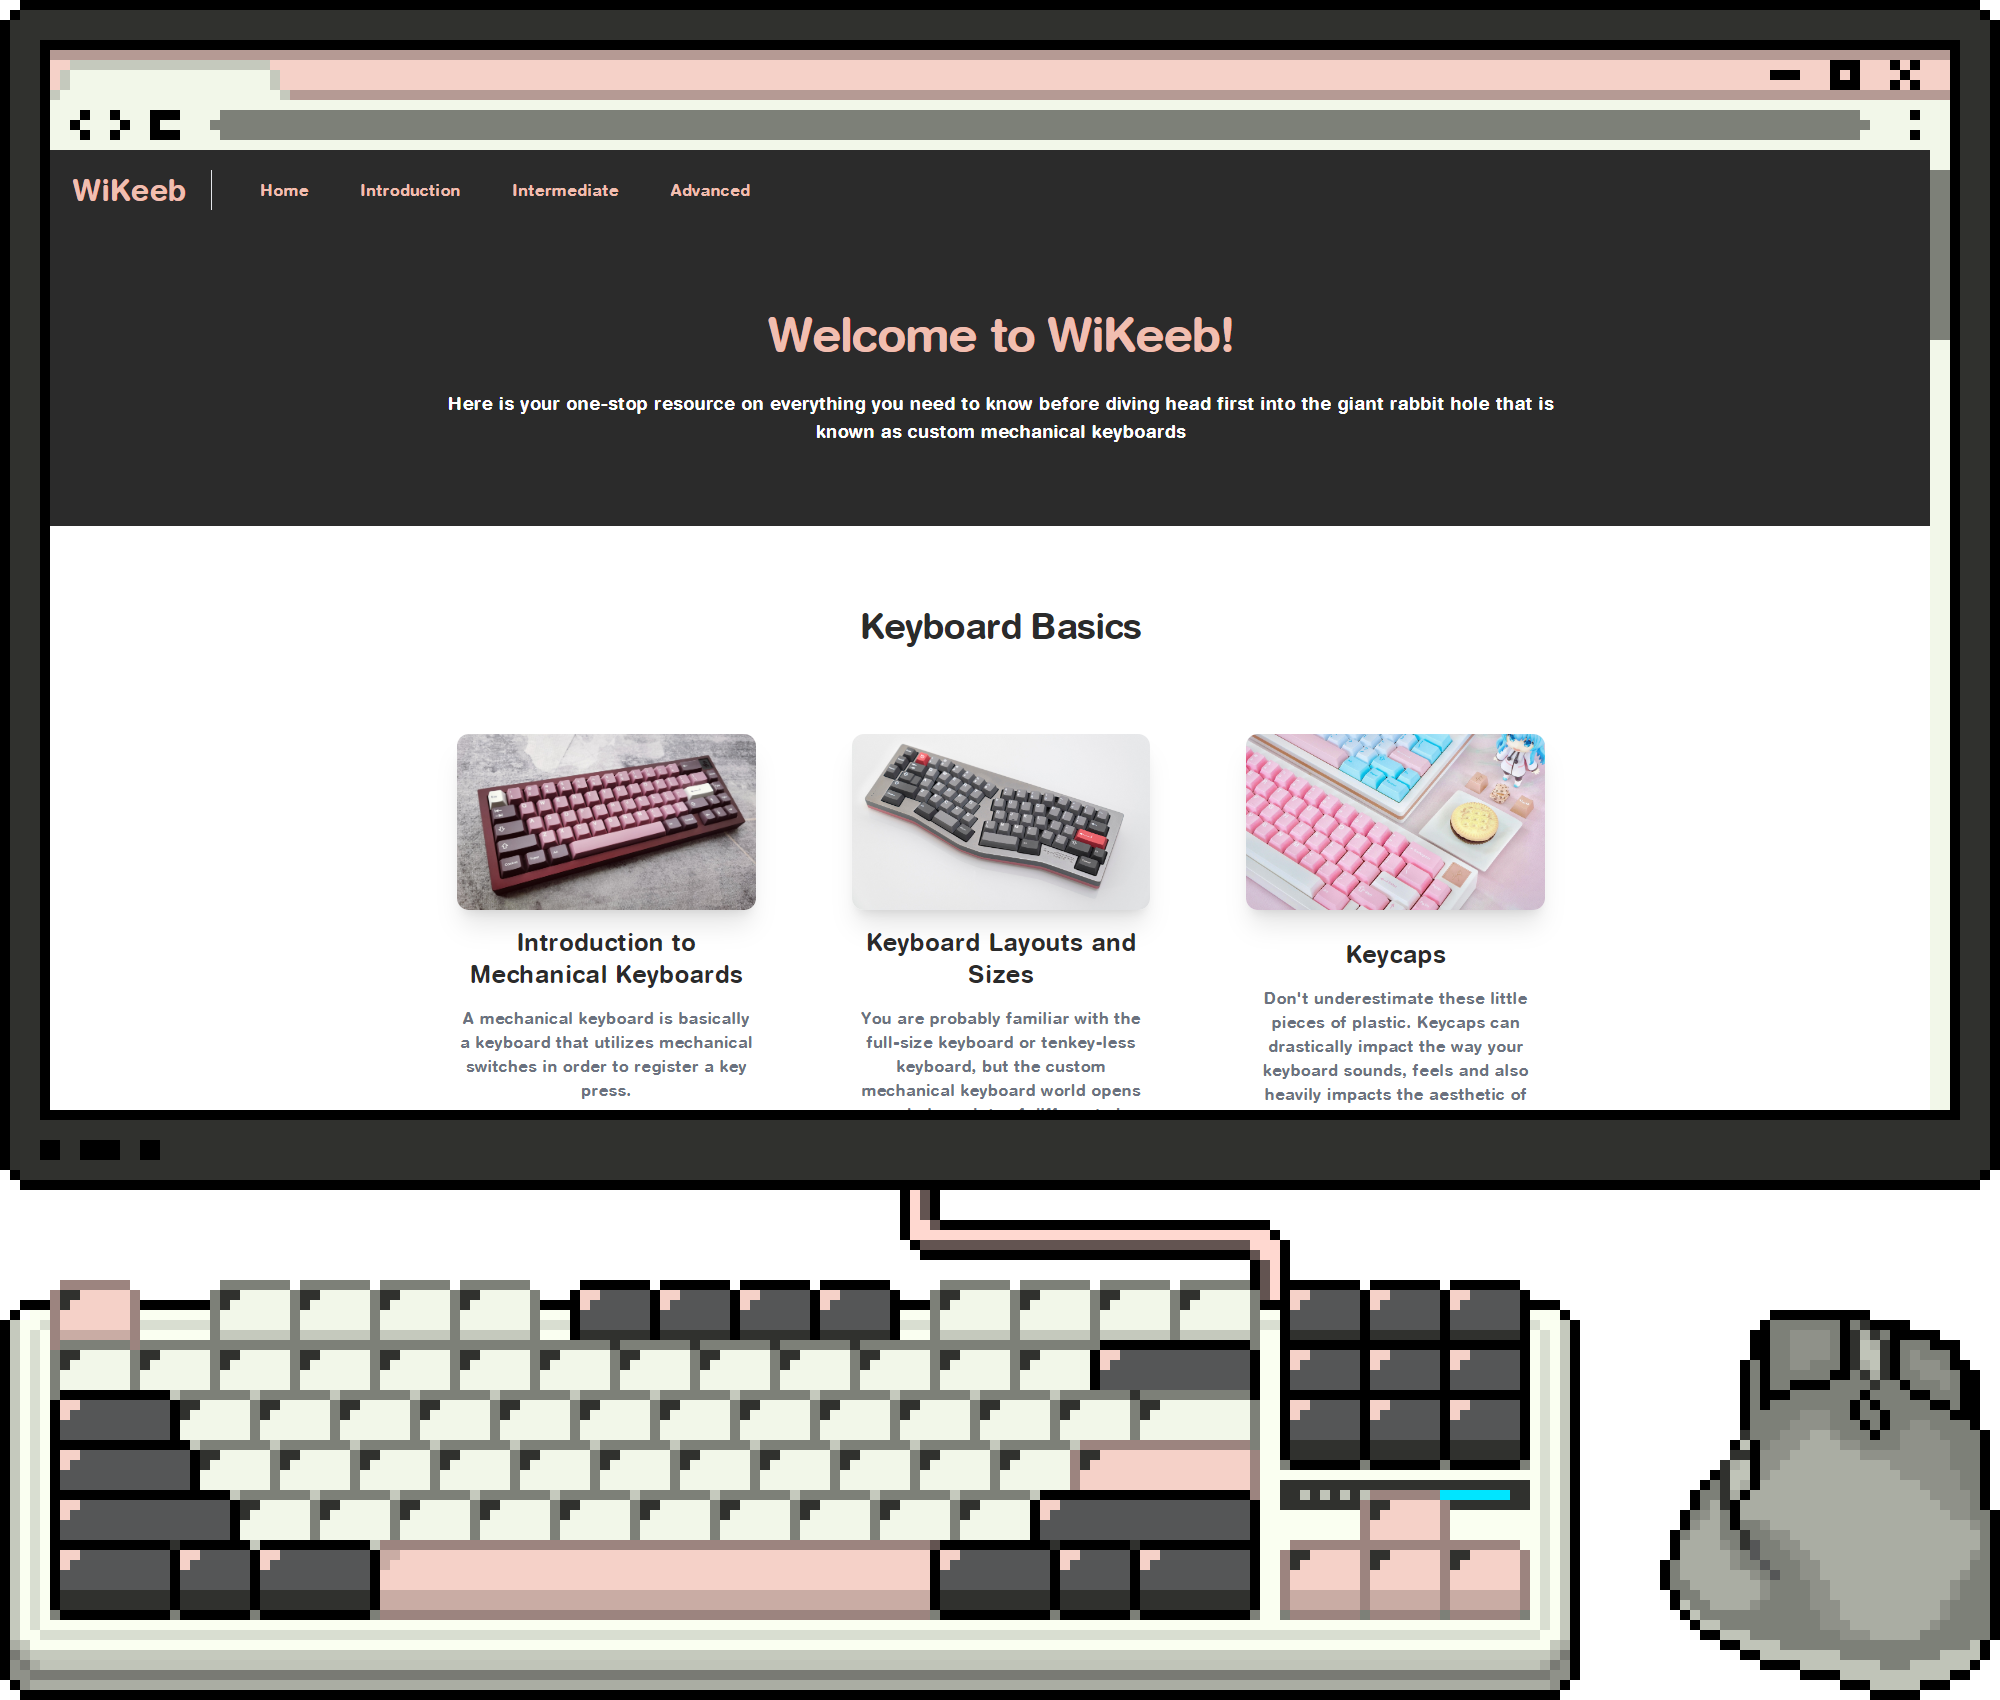 WiKeeb
Home
Introduction
Intermediate
Advanced
Welcome to WiKeeb!
Here is your one-stop resource on everything you need to know before diving head first into the giant rabbit hole that is
known as custom mechanical keyboards
Keyboard Basics
Introduction to
Mechanical Keyboards
A mechanical keyboard is basically
a keyboard that utilizes mechanical
switches in order to register a key
press.
Keyboard Layouts and
Sizes
You are probably familiar with the
full-size keyboard or tenkey-less
keyboard, but the custom
mechanical keyboard world opens
Keycaps
Don't underestimate these little
pieces of plastic. Keycaps can
drastically impact the way your
keyboard sounds, feels and also
heavily impacts the aesthetic of